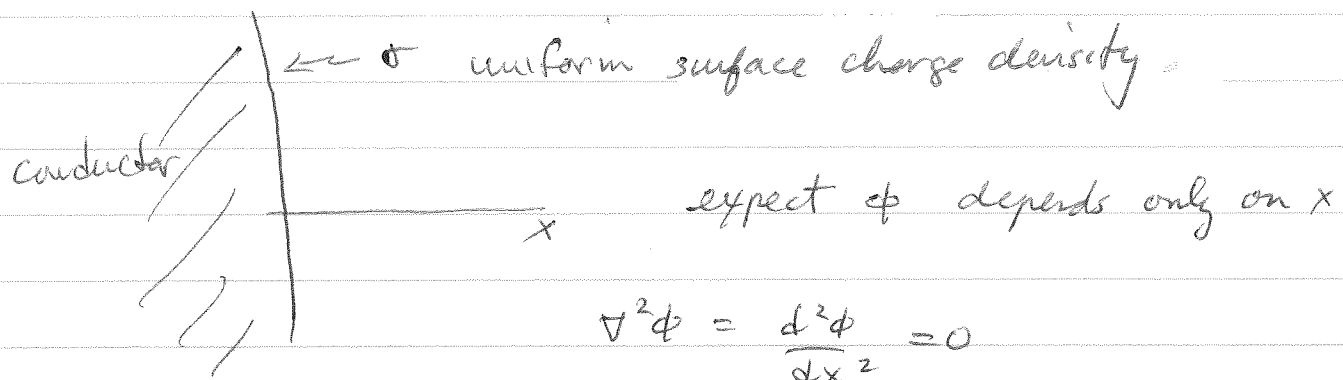 ← σ uniform surface charge density.
conductor
expect ϕ depends only on x
x
∇²ϕ = d²ϕ/dx² = 0